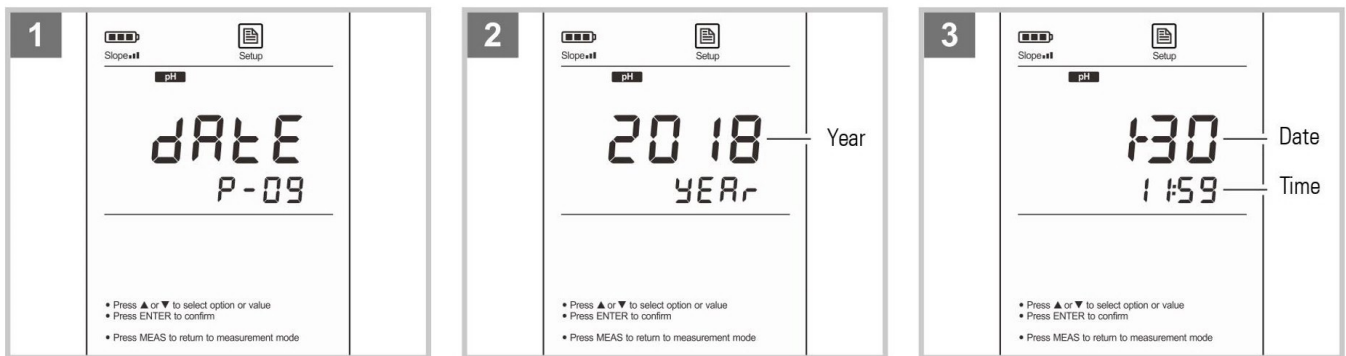 1
Slope
Setup
pH
dAtE
P-09
• Press ▲ or ▼ to select option or value
• Press ENTER to confirm
• Press MEAS to return to measurement mode
2
Slope
Setup
pH
2018
Year
YEAr
• Press ▲ or ▼ to select option or value
• Press ENTER to confirm
• Press MEAS to return to measurement mode
3
Slope
Setup
pH
1-30
Date
11:59
Time
• Press ▲ or ▼ to select option or value
• Press ENTER to confirm
• Press MEAS to return to measurement mode